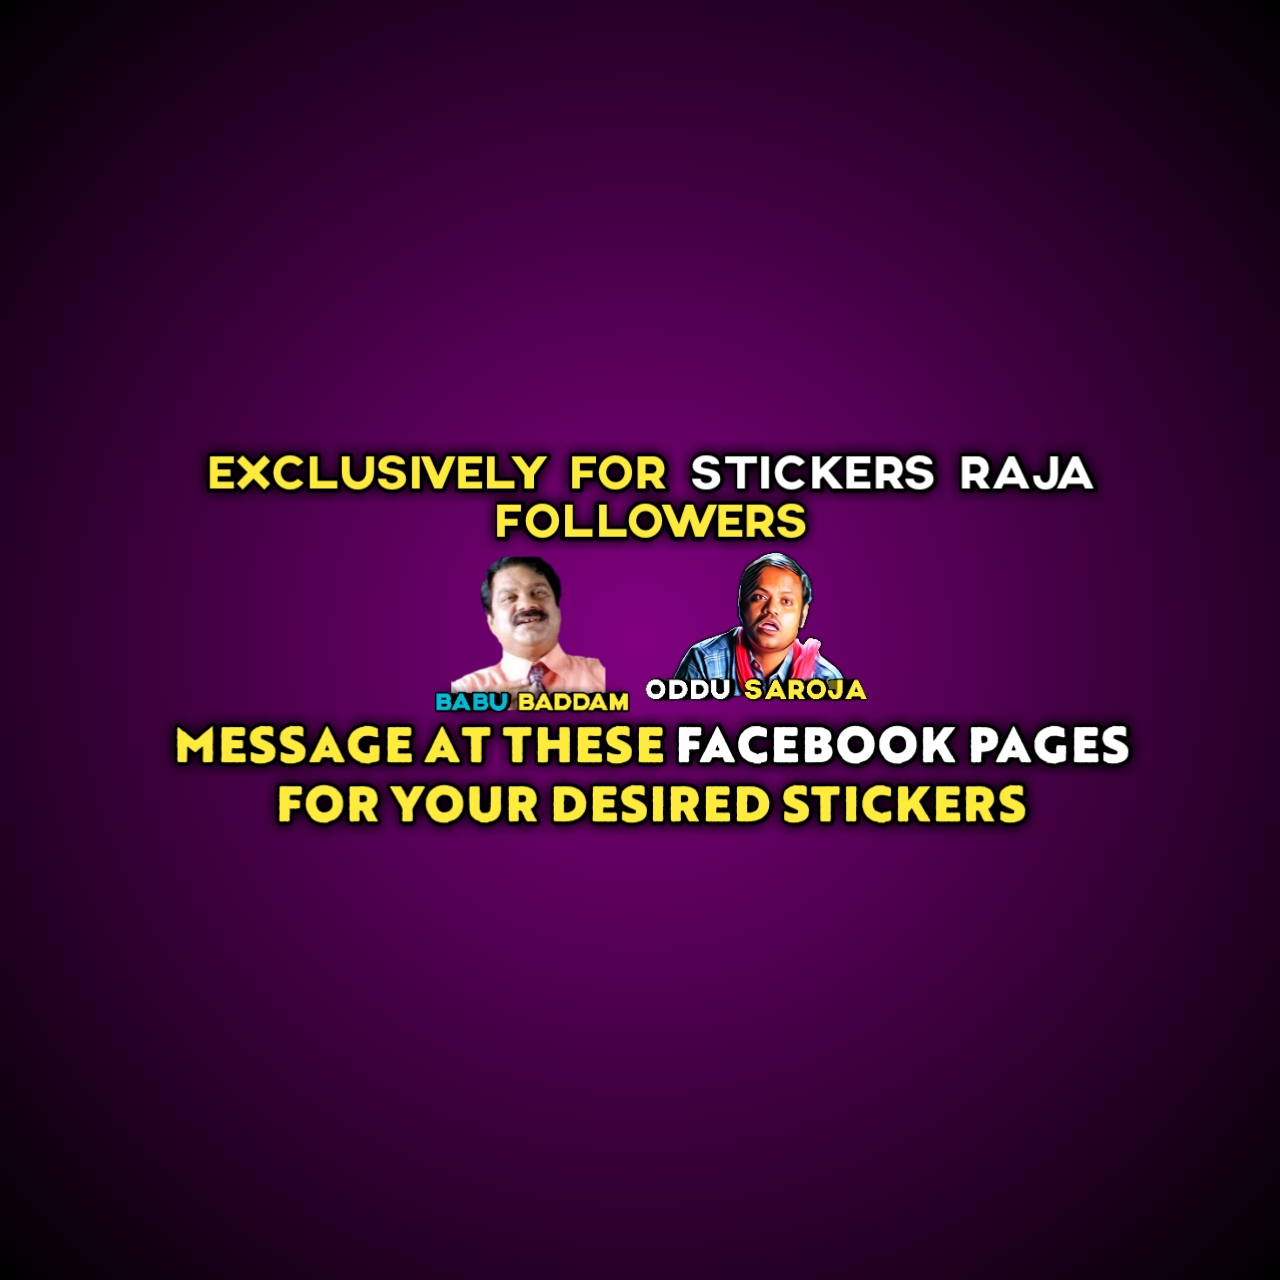 EXCLUSIVELY FOR STICKERS RAJA
FOLLOWERS
BABU BADDAM
ODDU SAROJA
MESSAGE AT THESE FACEBOOK PAGES
FOR YOUR DESIRED STICKERS